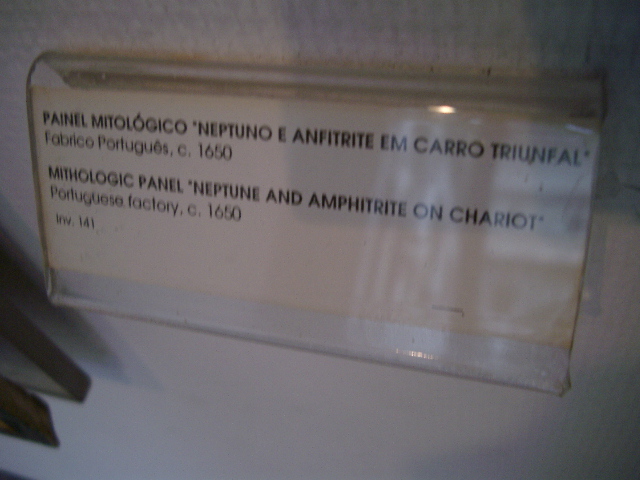 PAINEL MITOLÓGICO "NEPTUNO E ANFITRITE EM CARRO TRIUNFAL"
Fabrico Português, c. 1650
MITHOLOGIC PANEL "NEPTUNE AND AMPHITRITE ON CHARIOT"
Portuguese factory, c. 1650
Inv. 141